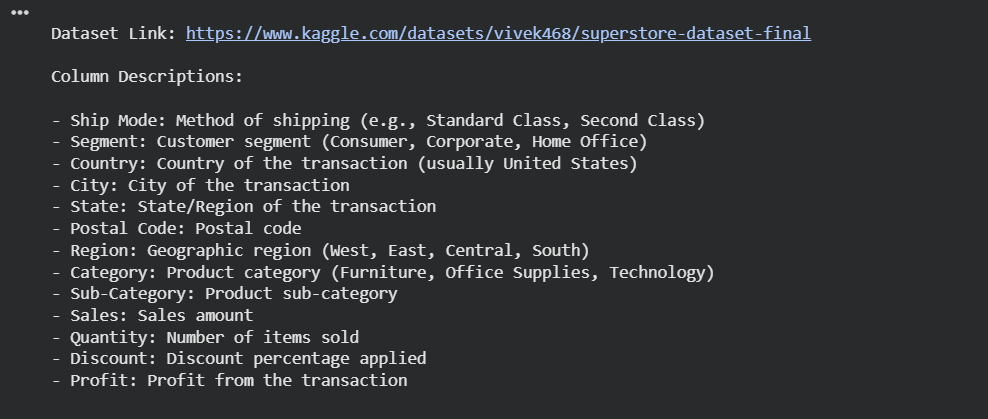 Dataset Link: https://www.kaggle.com/datasets/vivek468/superstore-dataset-final
Column Descriptions:
- Ship Mode: Method of shipping (e.g., Standard Class, Second Class)
- Segment: Customer segment (Consumer, Corporate, Home Office)
- Country: Country of the transaction (usually United States)
- City: City of the transaction
- State: State/Region of the transaction
- Postal Code: Postal code
- Region: Geographic region (West, East, Central, South)
- Category: Product category (Furniture, Office Supplies, Technology)
- Sub-Category: Product sub-category
- Sales: Sales amount
- Quantity: Number of items sold
- Discount: Discount percentage applied
- Profit: Profit from the transaction